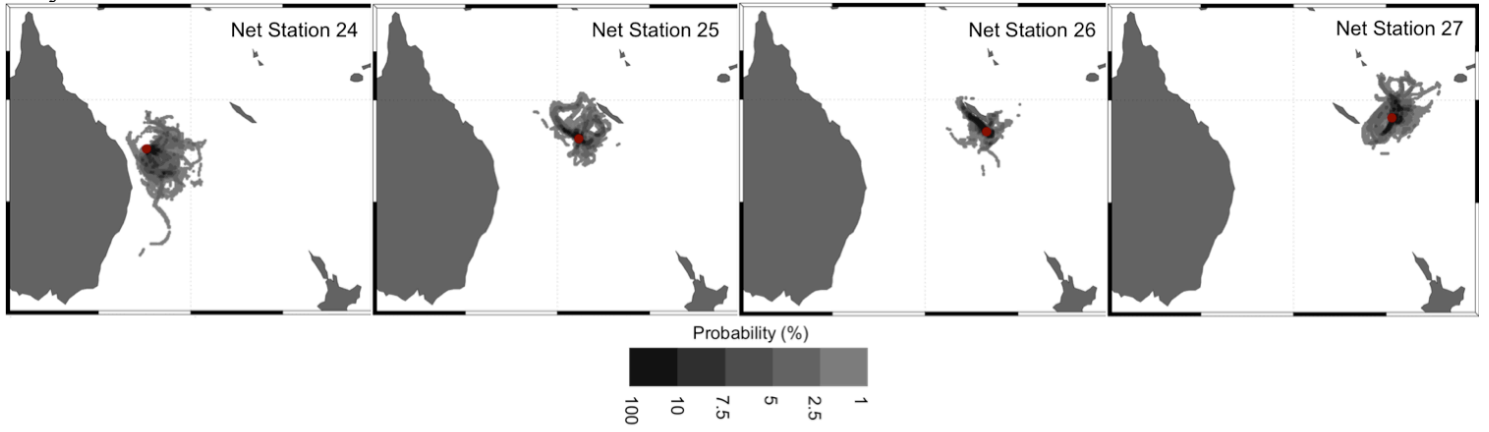 Net Station 24
Net Station 25
Net Station 26
Net Station 27
Probability (%)
100
10
7.5
5
2.5
1